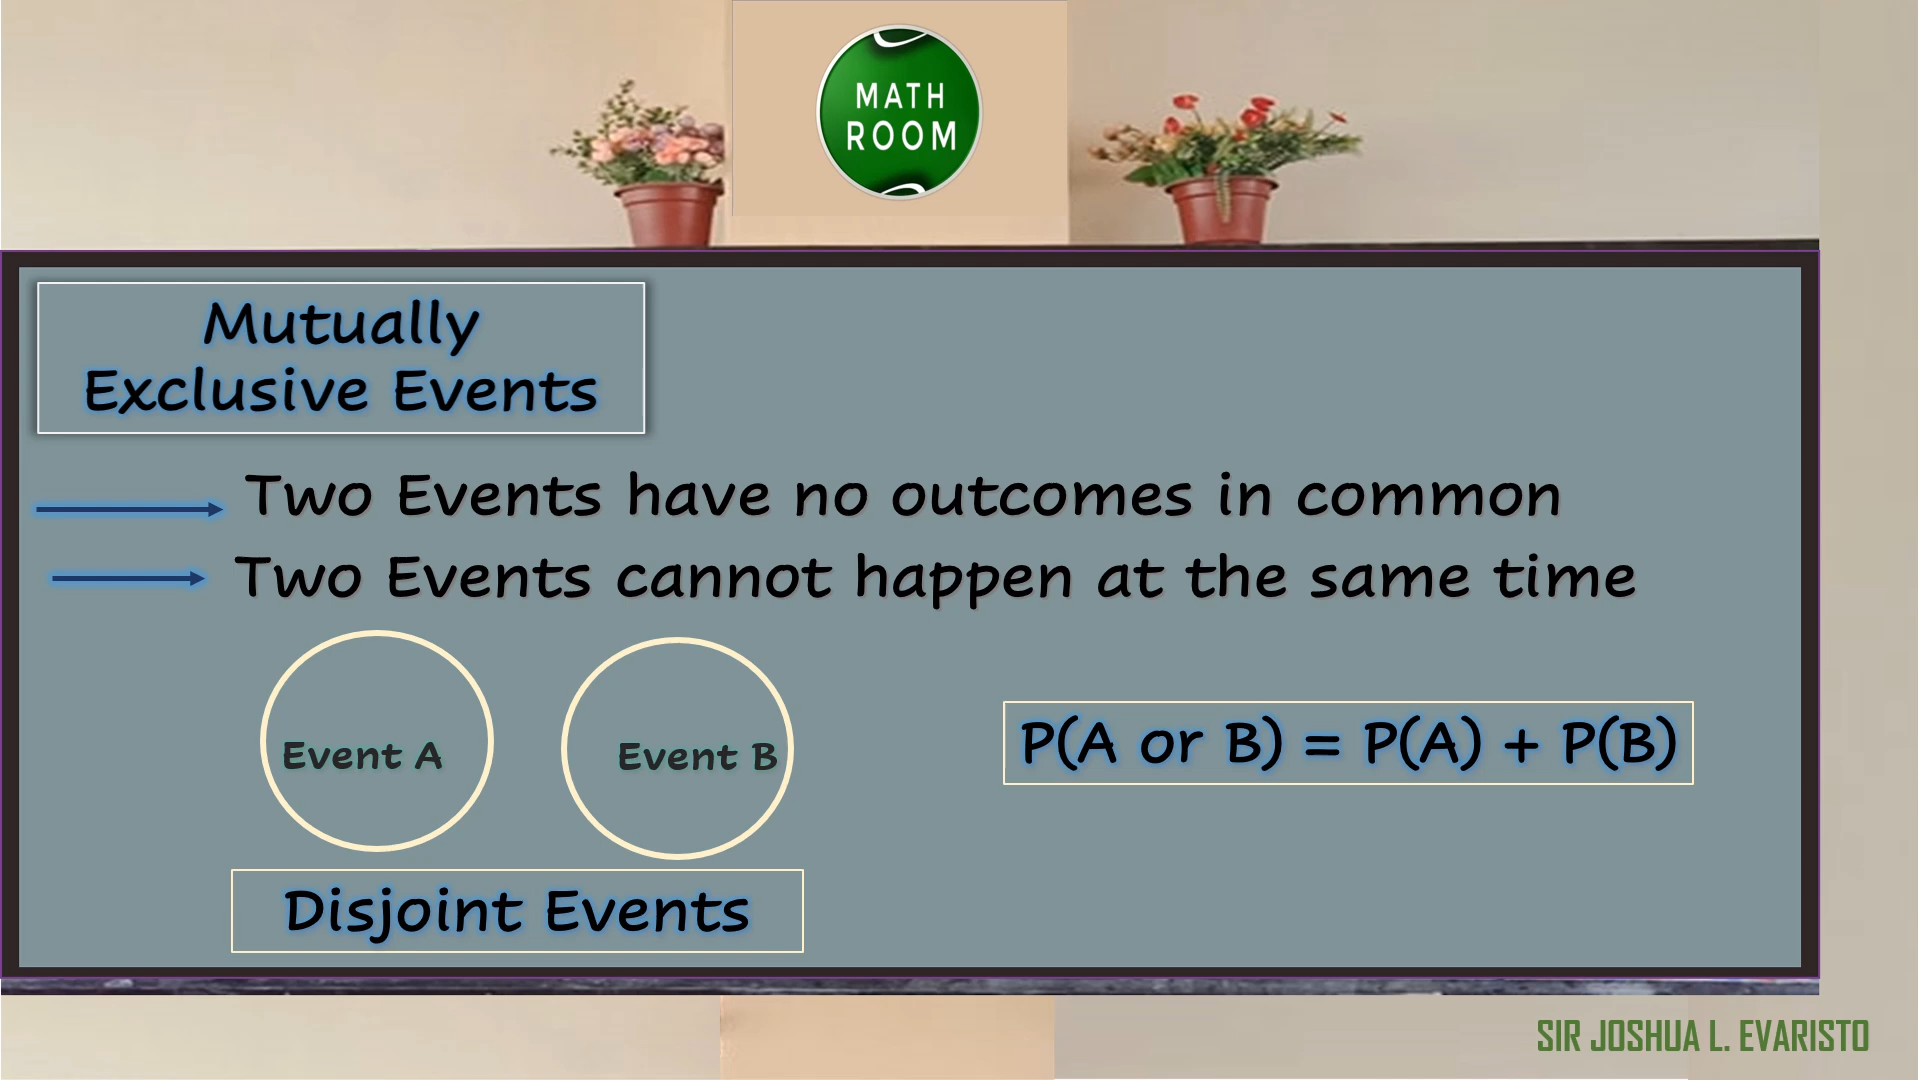 MATH
ROOM
Mutually
Exclusive Events
Two Events have no outcomes in common
Two Events cannot happen at the same time
Event A
Event B
P(A or B) = P(A) + P(B)
Disjoint Events
SIR JOSHUA L. EVARISTO